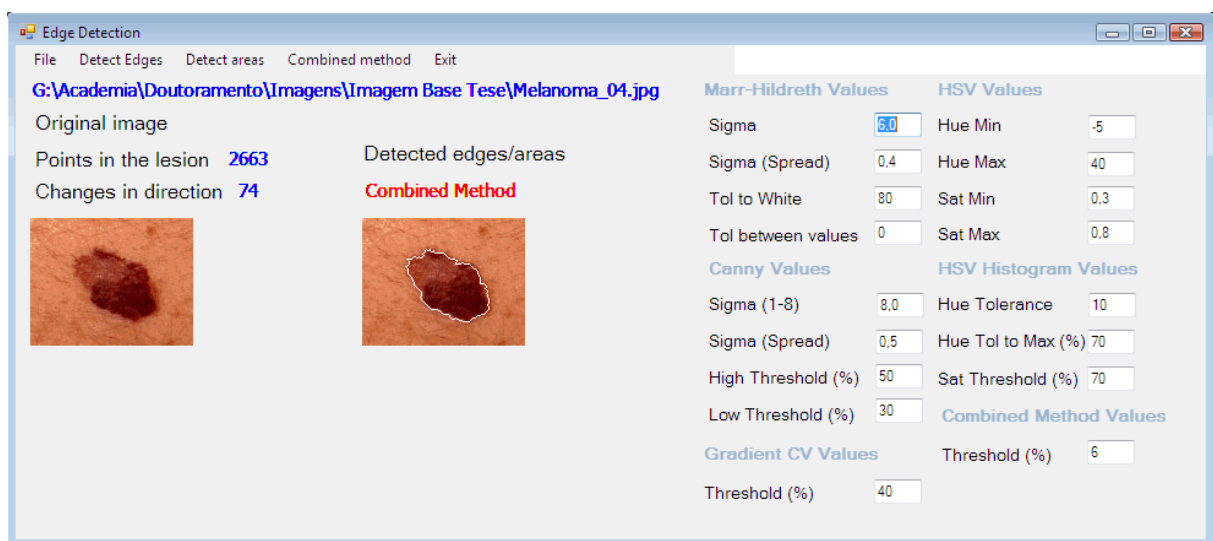 Edge Detection
File Detect Edges Detect areas Combined method Exit
G:\Academia\Doutoramento\Imagens\Imagem Base Tese\Melanoma_04.jpg
Original image
Points in the lesion 2663
Changes in direction 74
Detected edges/areas
Combined Method
Marr-Hildreth Values
Sigma 6,0
Sigma (Spread) 0,4
Tol to White 80
Tol between values 0
Canny Values
Sigma (1-8) 8,0
Sigma (Spread) 0,5
High Threshold (%) 50
Low Threshold (%) 30
Gradient CV Values
Threshold (%) 40
HSV Values
Hue Min -5
Hue Max 40
Sat Min 0,3
Sat Max 0,8
HSV Histogram Values
Hue Tolerance 10
Hue Tol to Max (%) 70
Sat Threshold (%) 70
Combined Method Values
Threshold (%) 6